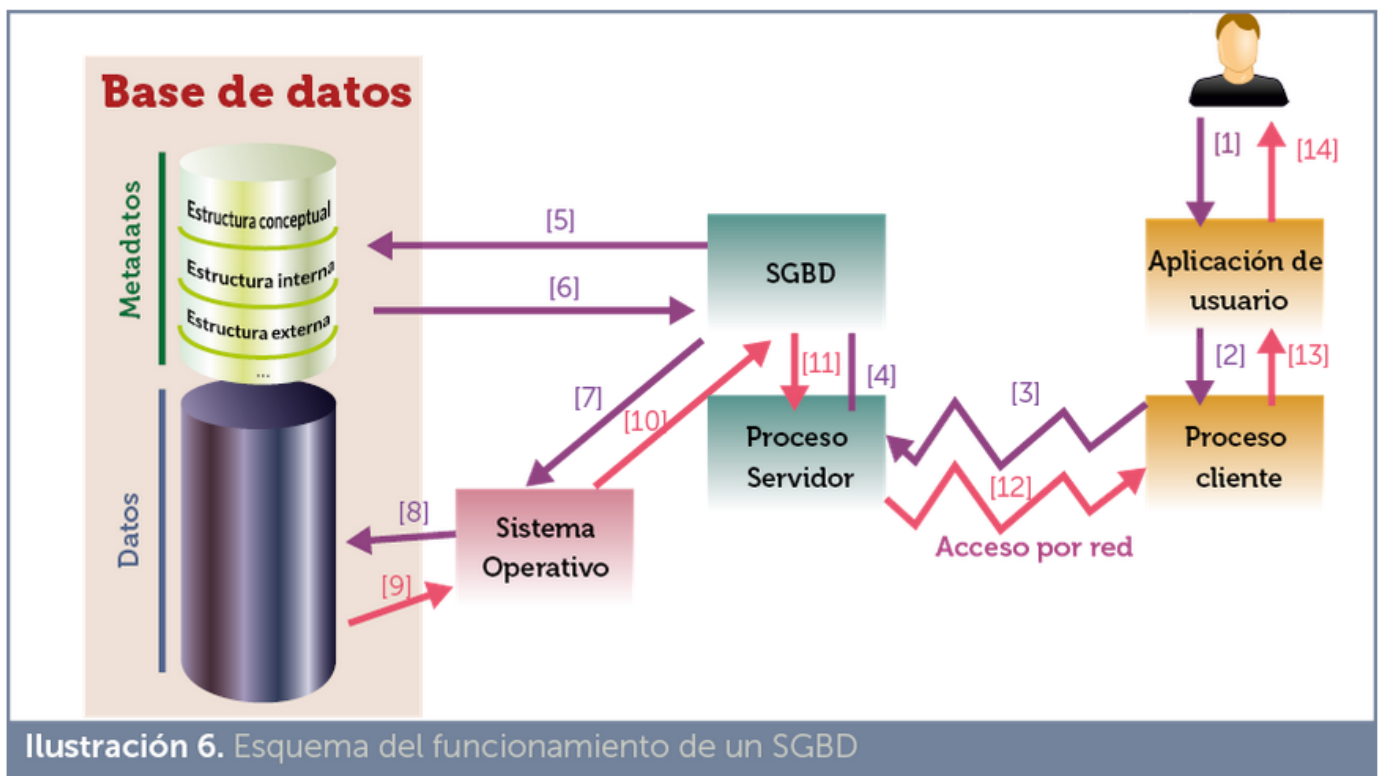 Base de datos
Metadatos
Estructura conceptual
Estructura interna
Estructura externa
...
Datos
[5]
[6]
SGBD
[7]
[10]
[11]
[4]
[8]
[9]
Sistema
Operativo
Proceso
Servidor
[3]
[12]
Acceso por red
[1]
[14]
Aplicación de
usuario
[2]
[13]
Proceso
cliente
Ilustración 6. Esquema del funcionamiento de un SGBD